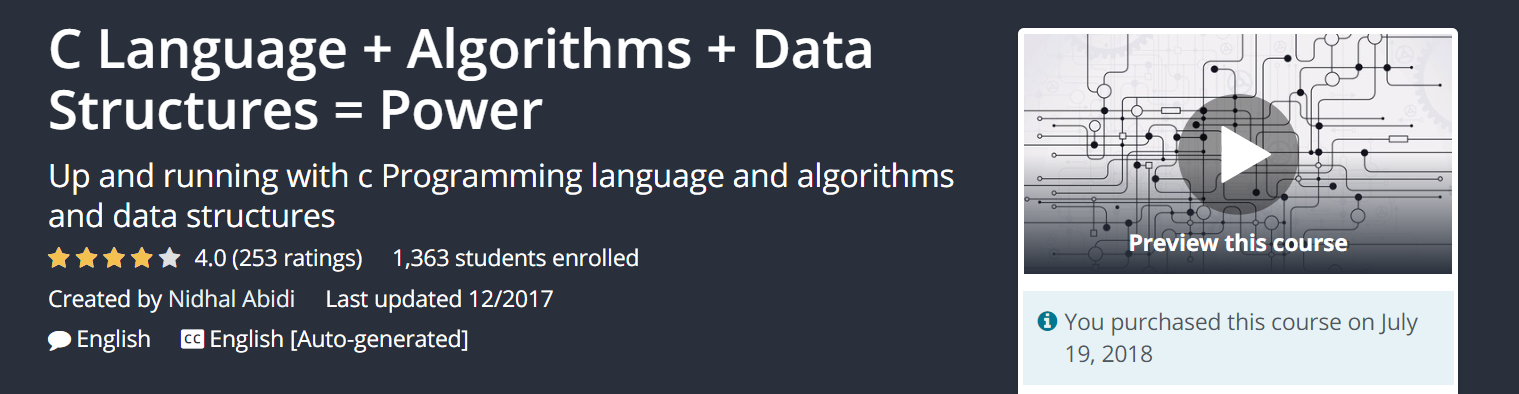 C Language + Algorithms + Data
Structures = Power
Up and running with c Programming language and algorithms
and data structures
4.0 (253 ratings) 1,363 students enrolled
Created by Nidhal Abidi Last updated 12/2017
English CC English [Auto-generated]
Preview this course
You purchased this course on July
19, 2018